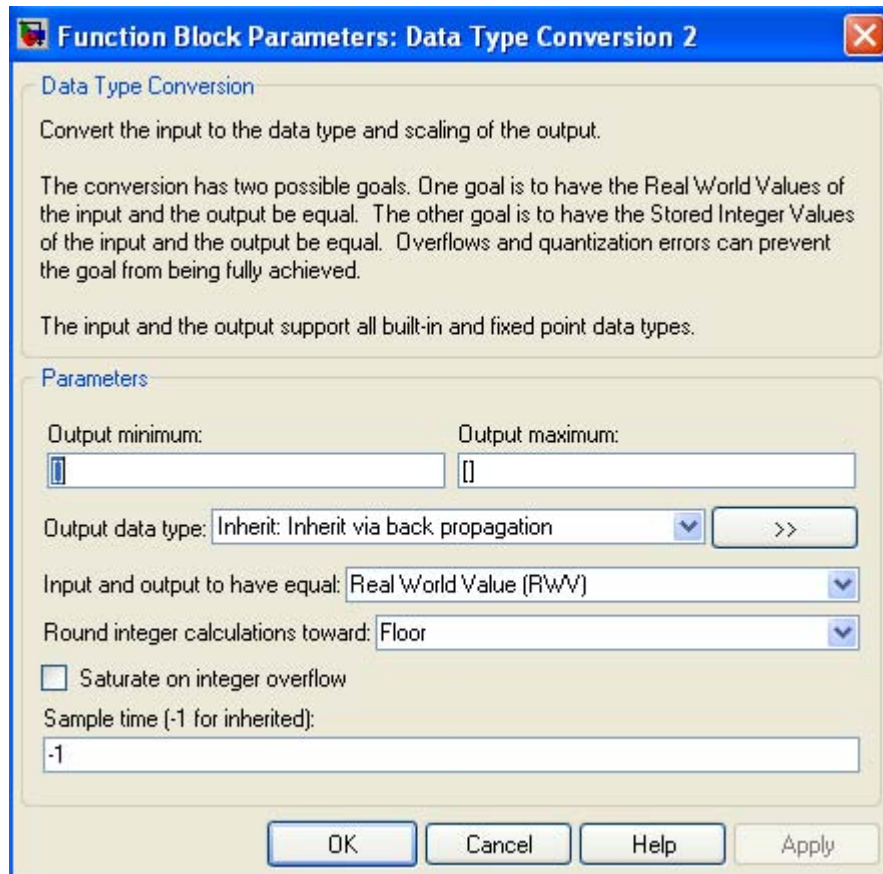 Function Block Parameters: Data Type Conversion 2
Data Type Conversion
Convert the input to the data type and scaling of the output.
The conversion has two possible goals. One goal is to have the Real World Values of
the input and the output be equal. The other goal is to have the Stored Integer Values
of the input and the output be equal. Overflows and quantization errors can prevent
the goal from being fully achieved.
The input and the output support all built-in and fixed point data types.
Parameters
Output minimum:
Output maximum:
[]
[]
Output data type: Inherit: Inherit via back propagation >>
Input and output to have equal: Real World Value (RWV)
Round integer calculations toward: Floor
Saturate on integer overflow
Sample time (-1 for inherited):
-1
OK Cancel Help Apply